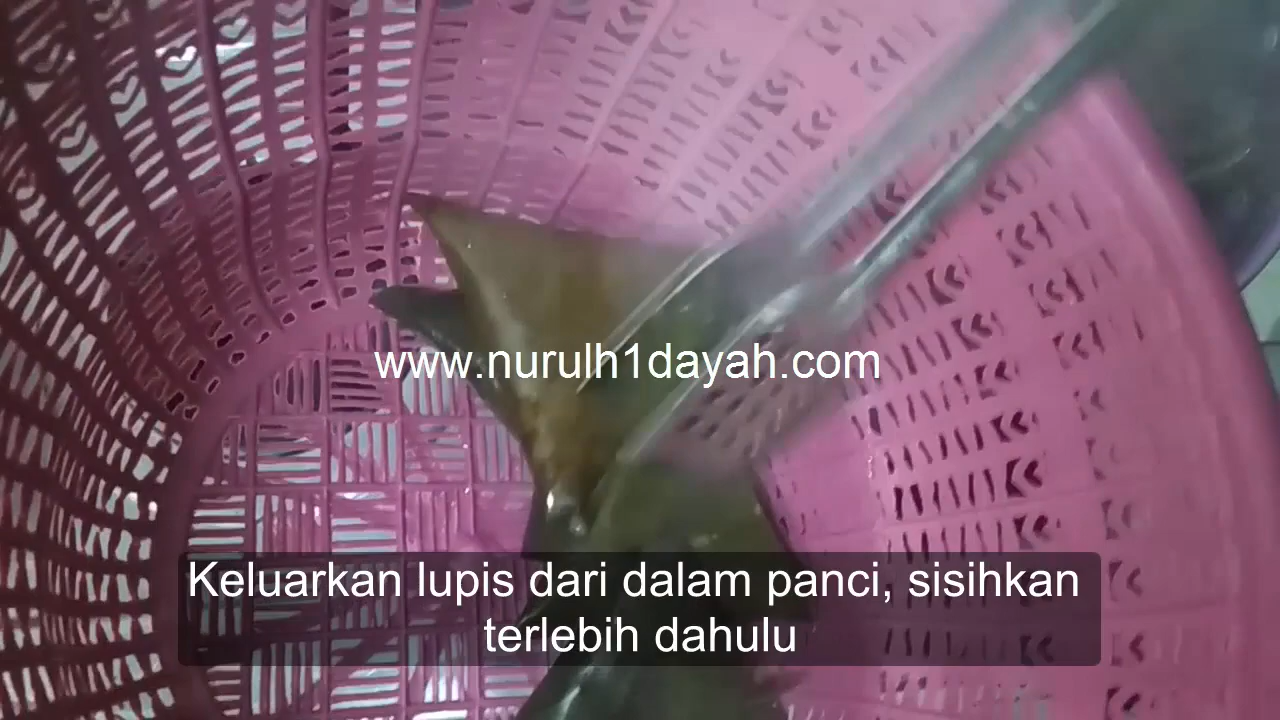 www.nurulh1dayah.com
Keluarkan lupis dari dalam panci, sisihkan
terlebih dahulu